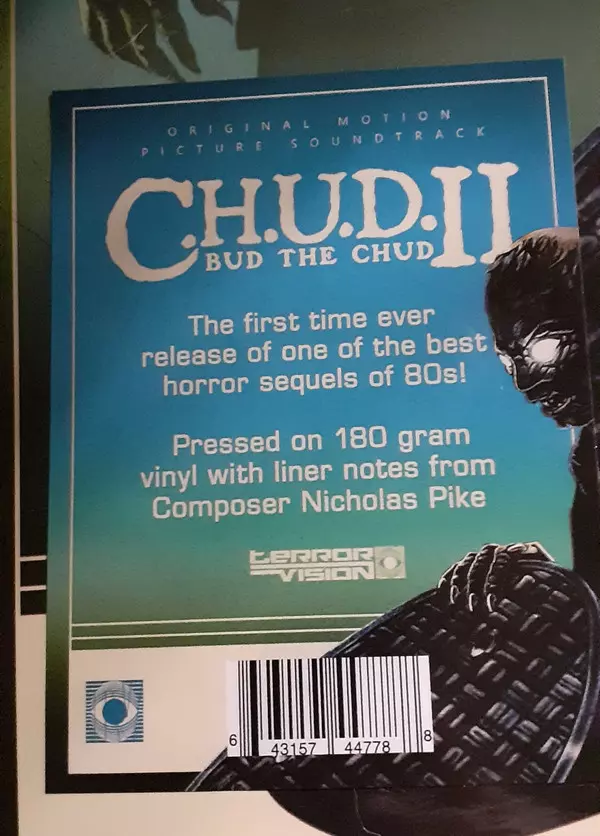 ORIGINAL MOTION
PICTURE SOUNDTRACK
C.H.U.D. II
BUD THE CHUD
The first time ever
release of one of the best
horror sequels of 80s!
Pressed on 180 gram
vinyl with liner notes from
Composer Nicholas Pike
TERROR
VISION
6 43157 44778 8